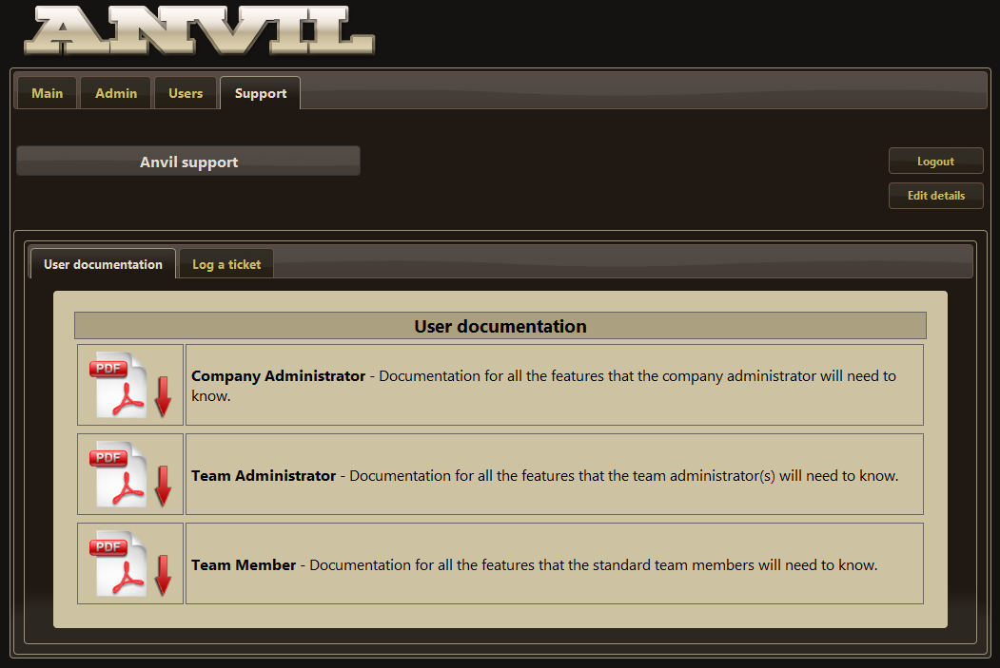 ANVIL
Main Admin Users Support
Anvil support
Logout
Edit details
User documentation Log a ticket
User documentation
PDF
Company Administrator - Documentation for all the features that the company administrator will need to
know.
PDF
Team Administrator - Documentation for all the features that the team administrator(s) will need to know.
PDF
Team Member - Documentation for all the features that the standard team members will need to know.